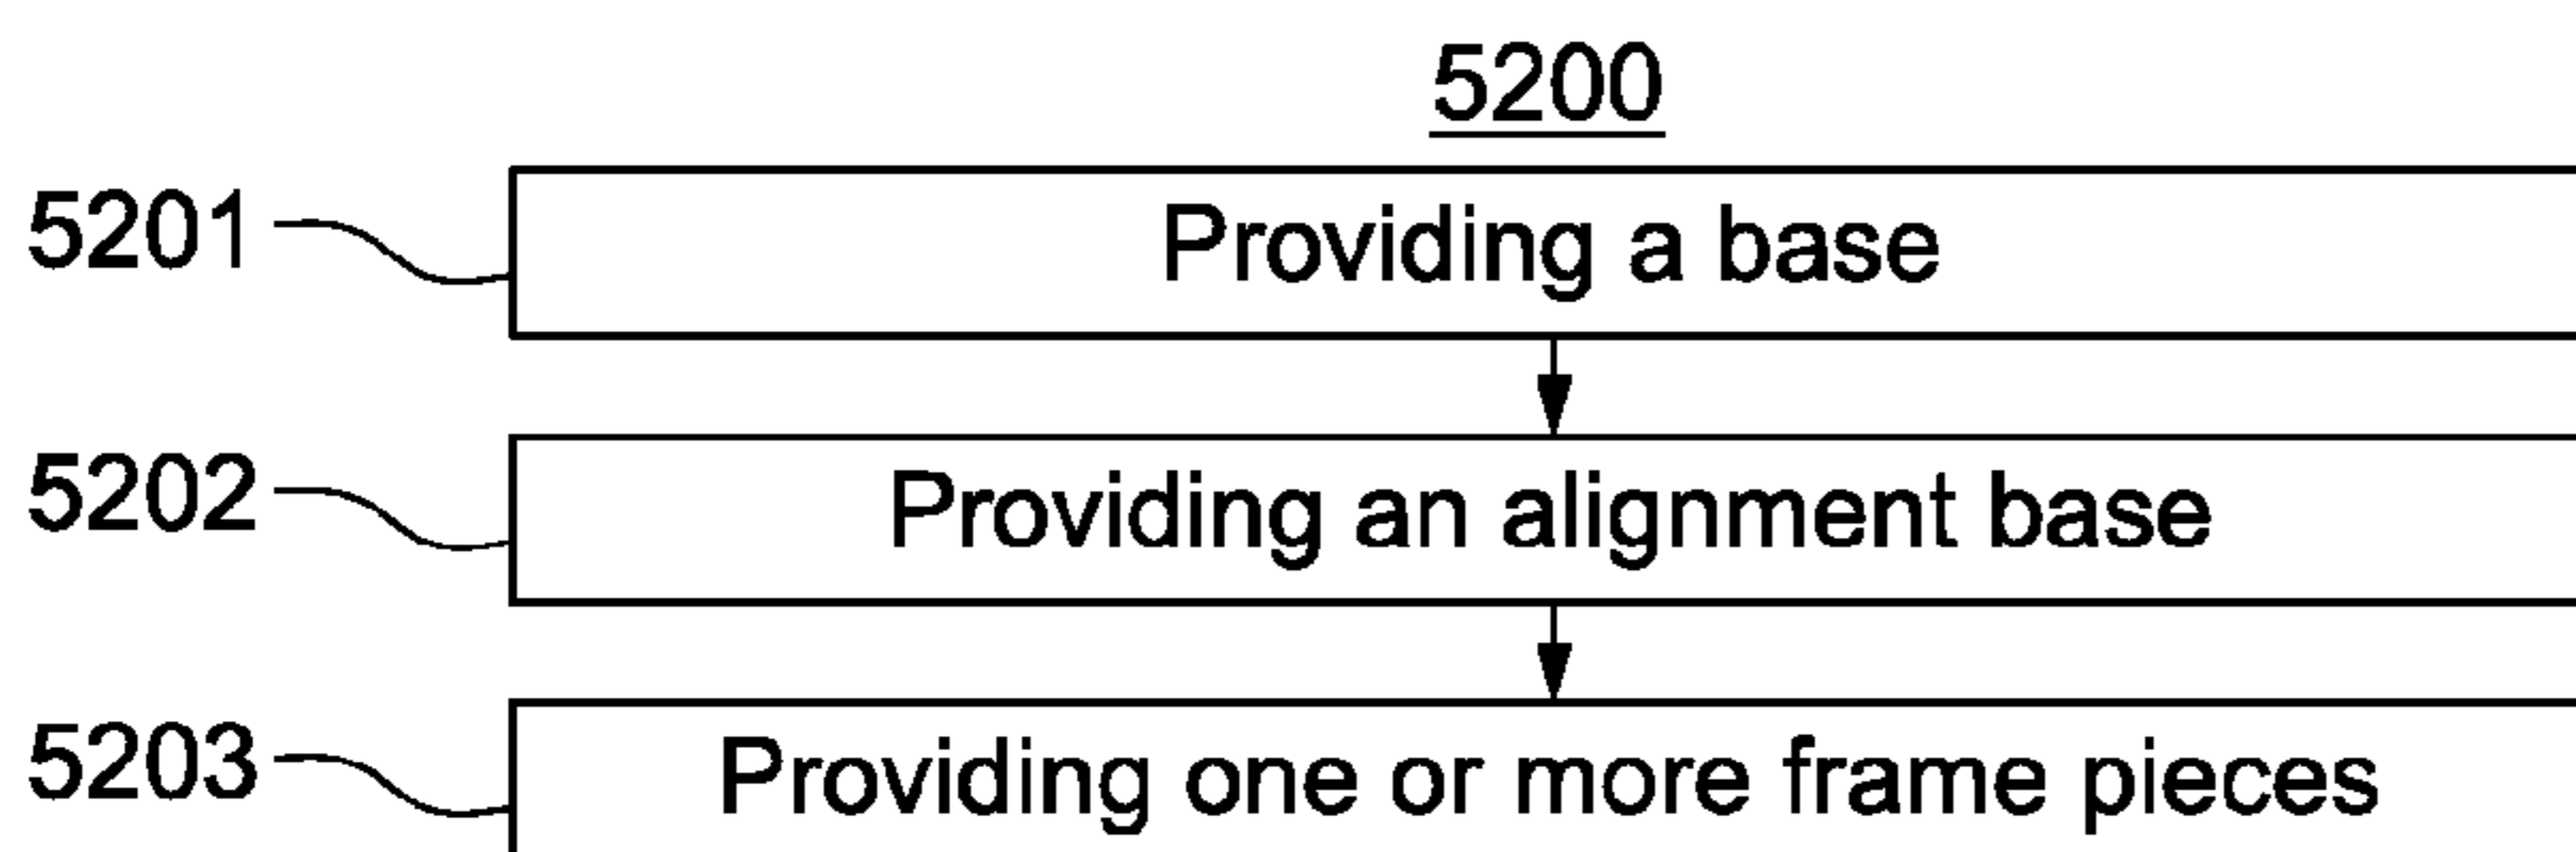 5200
5201 Providing a base
5202 Providing an alignment base
5203 Providing one or more frame pieces